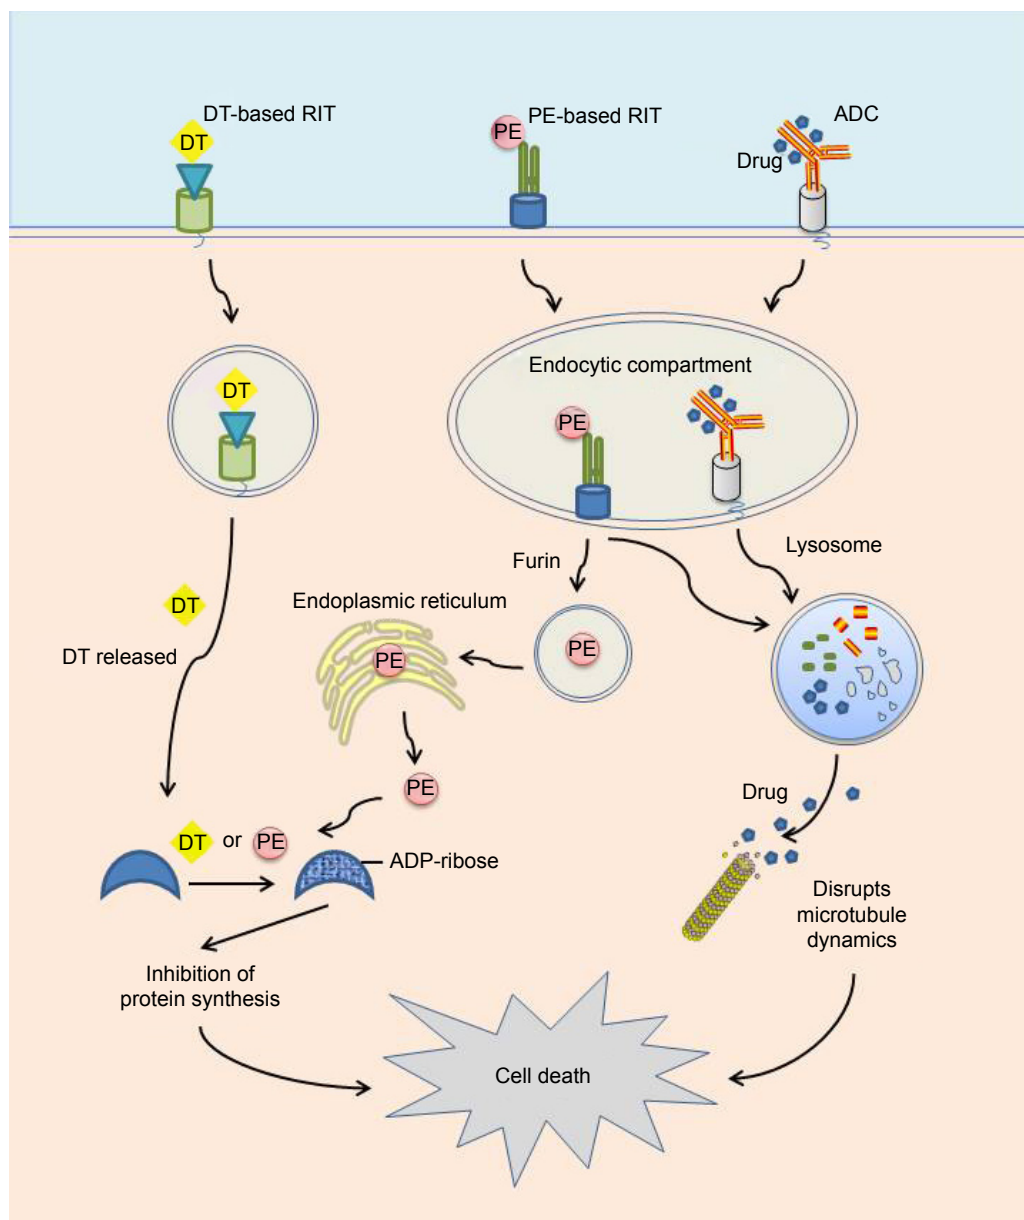 DT-based RIT
DT
PE-based RIT
PE
ADC
Drug
Endocytic compartment
DT
PE
Lysosome
Furin
Endoplasmic reticulum
DT
DT released
PE
PE
PE
Drug
DT or PE
ADP-ribose
Disrupts
microtubule
dynamics
Inhibition of
protein synthesis
Cell death